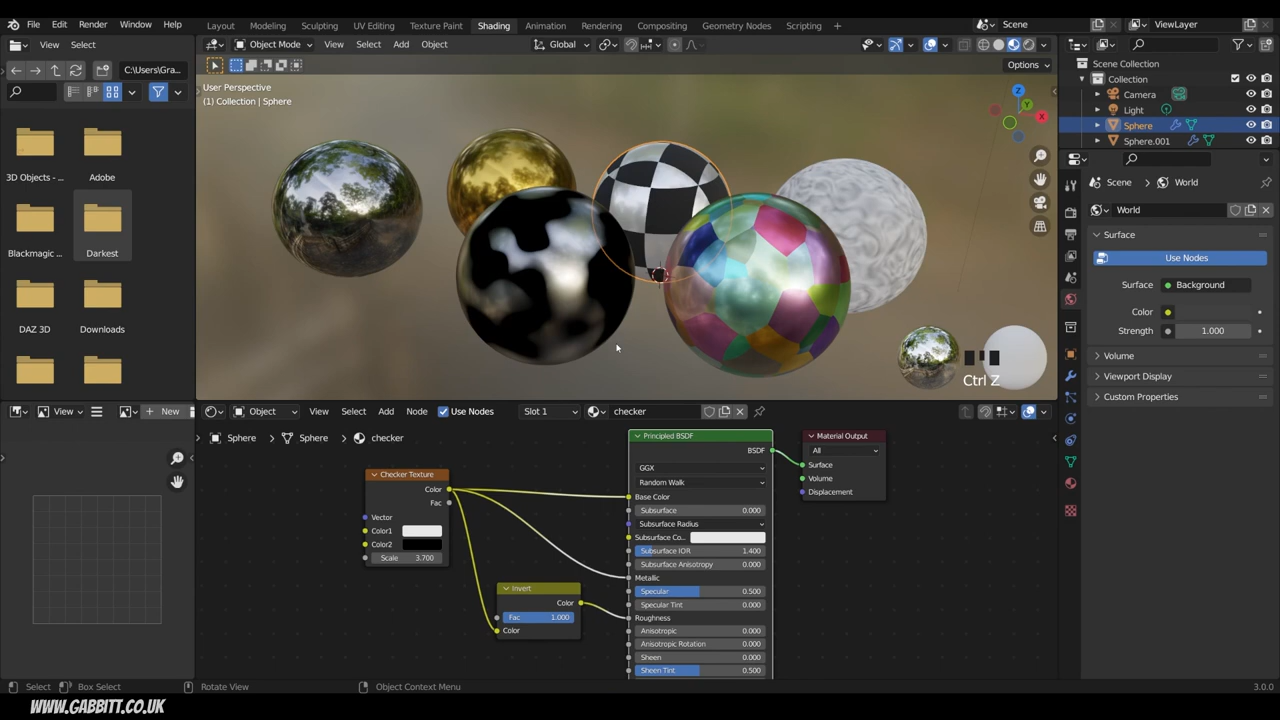 File Edit Render Window Help Layout Modeling Sculpting UV Editing Texture Paint Shading Animation Rendering Compositing Geometry Nodes Scripting + Scene ViewLayer
View Select Object Mode View Select Add Object Global
C:\Users\Gra... Options
User Perspective
(1) Collection | Sphere
3D Objects - ... Adobe
Blackmagic ... Darkest
DAZ 3D Downloads
Z
Y
X
Ctrl Z
Scene Collection
Collection
Camera
Light
Sphere
Sphere.001
Scene World
World
Surface
Use Nodes
Surface Background
Color
Strength 1.000
Volume
Viewport Display
Custom Properties
View New Object View Select Add Node Use Nodes Slot 1 checker
Sphere Sphere checker
Checker Texture
Color
Fac
Vector
Color1
Color2
Scale 3.700
Invert
Color
Fac 1.000
Color
Principled BSDF
BSDF
GGX
Random Walk
Base Color
Subsurface 0.000
Subsurface Radius
Subsurface Co...
Subsurface IOR 1.400
Subsurface Anisotropy 0.000
Metallic
Specular 0.500
Specular Tint 0.000
Roughness
Anisotropic 0.000
Anisotropic Rotation 0.000
Sheen 0.000
Sheen Tint 0.500
Material Output
All
Surface
Volume
Displacement
Select Box Select Rotate View Object Context Menu 3.0.0
WWW.GABBITT.CO.UK